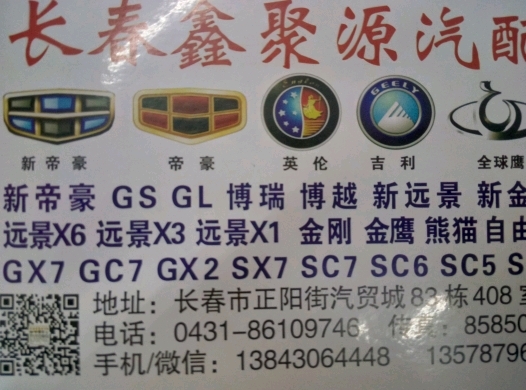 长春鑫聚源汽配
GEELY
新帝豪 帝豪 英伦 吉利 全球鹰
新帝豪 GS GL 博瑞 博越 新远景 新金
远景X6 远景X3 远景X1 金刚 金鹰 熊猫 自由
GX7 GC7 GX2 SX7 SC7 SC6 SC5 S
地址：长春市正阳街汽贸城83栋408室
电话：0431-86109746 传真：85850
手机/微信：13843064448 13578796